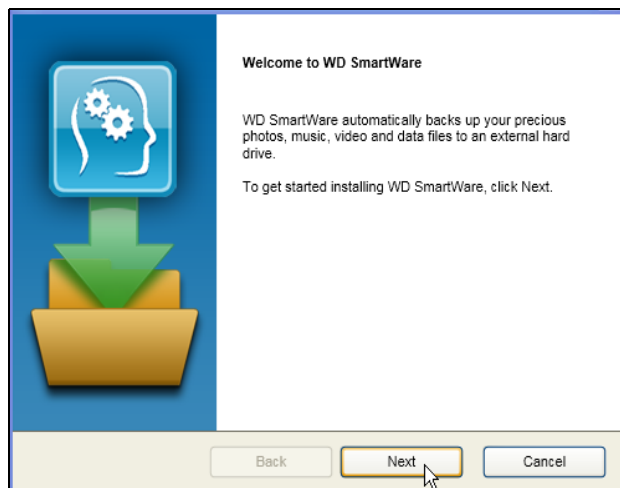 Welcome to WD SmartWare
WD SmartWare automatically backs up your precious
photos, music, video and data files to an external hard
drive.
To get started installing WD SmartWare, click Next.
Back Next Cancel